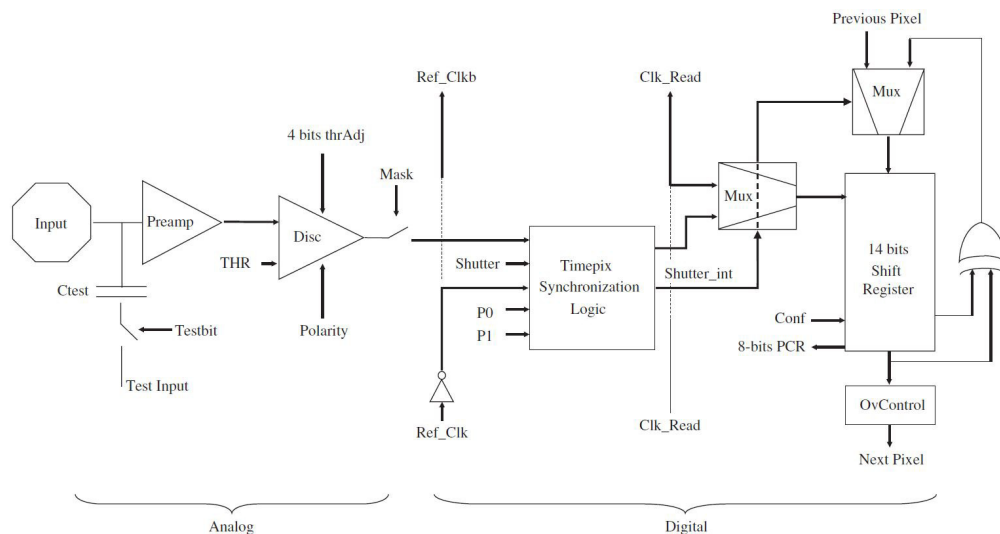 Previous Pixel
Ref_Clkb
Clk_Read
Mux
4 bits thrAdj
Mask
Mux
Input
Preamp
Disc
14 bits
Shift
Register
THR
Shutter
Timepix
Synchronization
Logic
Shutter_int
Ctest
P0
P1
Conf
Testbit
Polarity
8-bits PCR
Test Input
OvControl
Ref_Clk
Clk_Read
Next Pixel
Analog
Digital